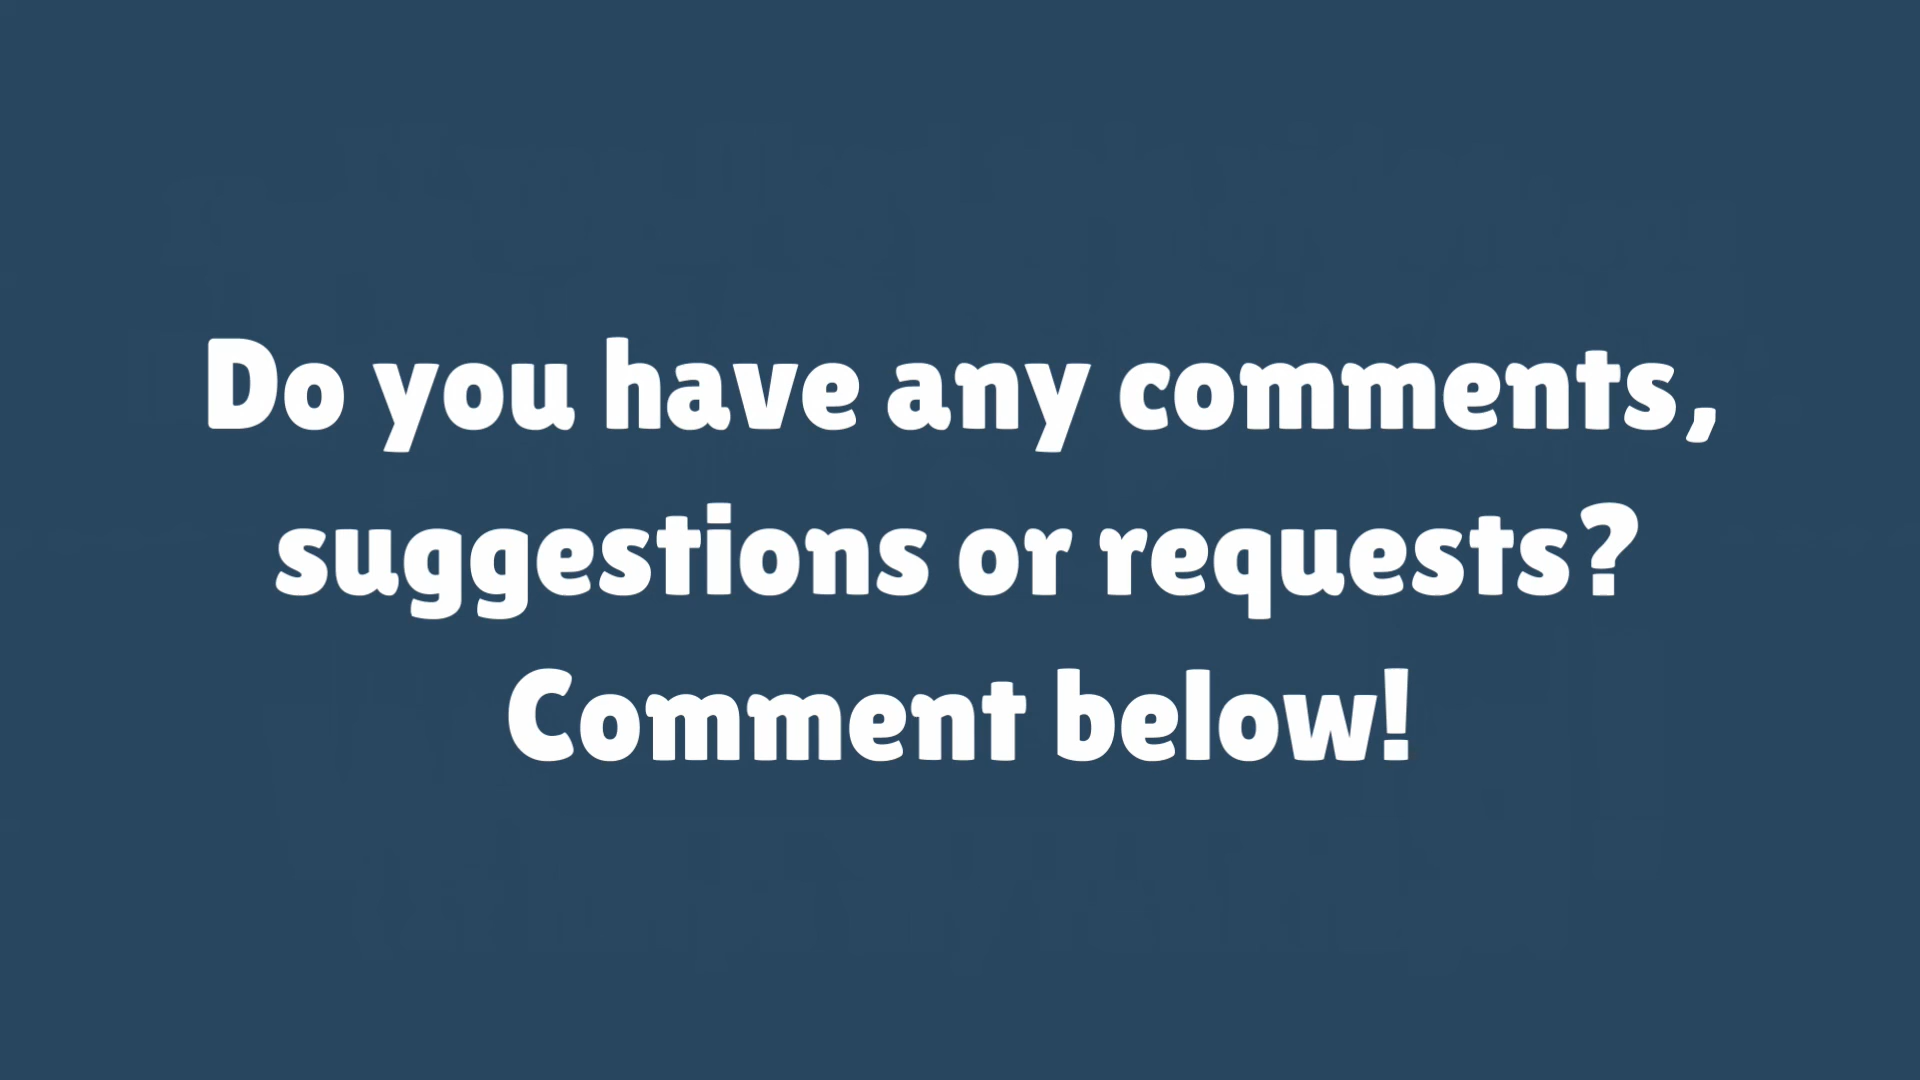 Do you have any comments,
suggestions or requests?
Comment below!